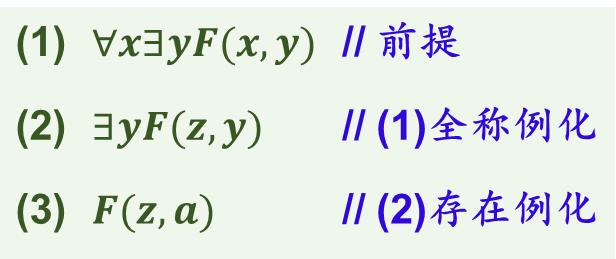 (1) ∀x∃yF(x, y) // 前提
(2) ∃yF(z, y) // (1)全称例化
(3) F(z, a) // (2)存在例化